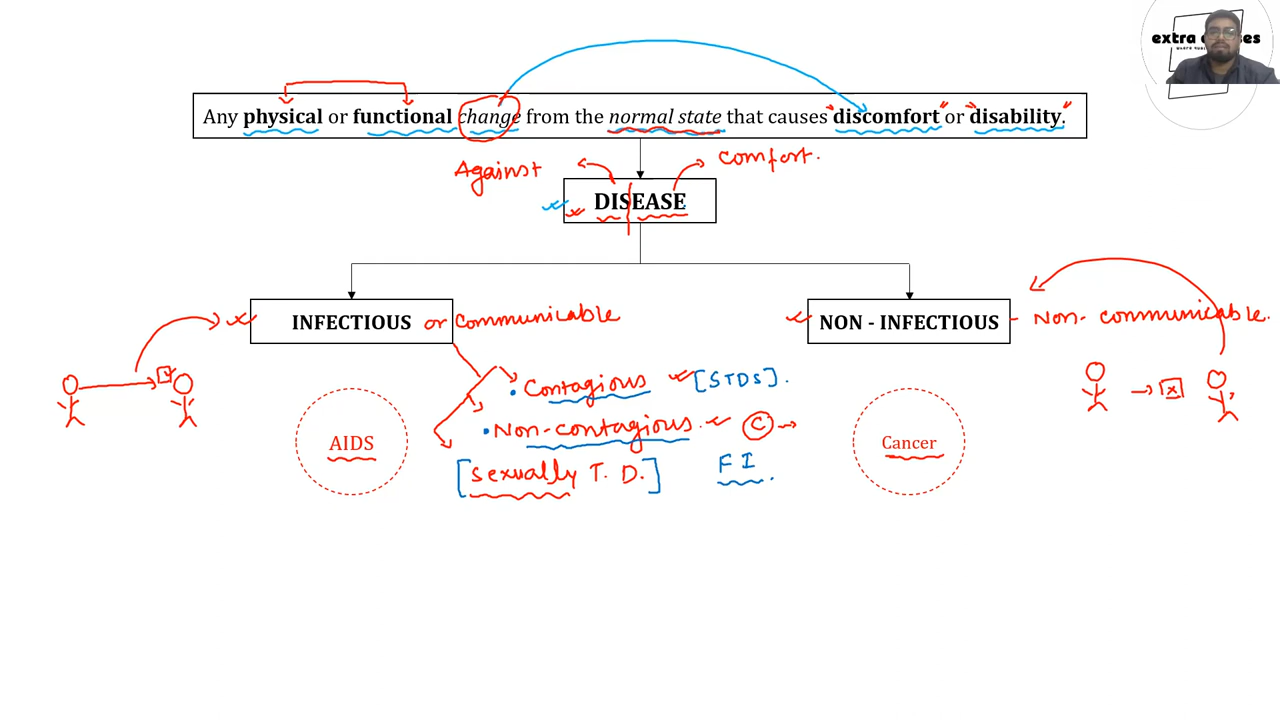 Any physical or functional change from the normal state that causes "discomfort" or "disability."
Against
Comfort.
DISEASE
INFECTIOUS or Communicable
NON - INFECTIOUS - Non- communicable.
• Contagious [STDS].
• Non-contagious. C
AIDS
Cancer
[Sexually T. D.] F I.